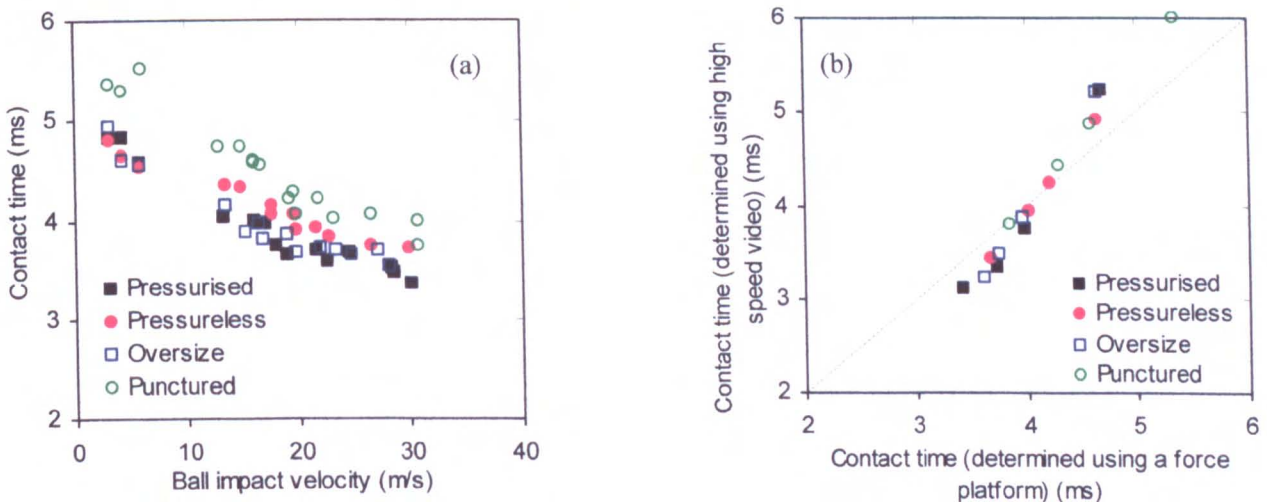 6
5
4
3
2
0
10
20
30
40
Contact time (ms)
Ball impact velocity (m/s)
(a)
Pressurised
Pressureless
Oversize
Punctured
6
5
4
3
2
2
3
4
5
6
Contact time (determined using high
speed video) (ms)
Contact time (determined using a force
platform) (ms)
(b)
Pressurised
Pressureless
Oversize
Punctured